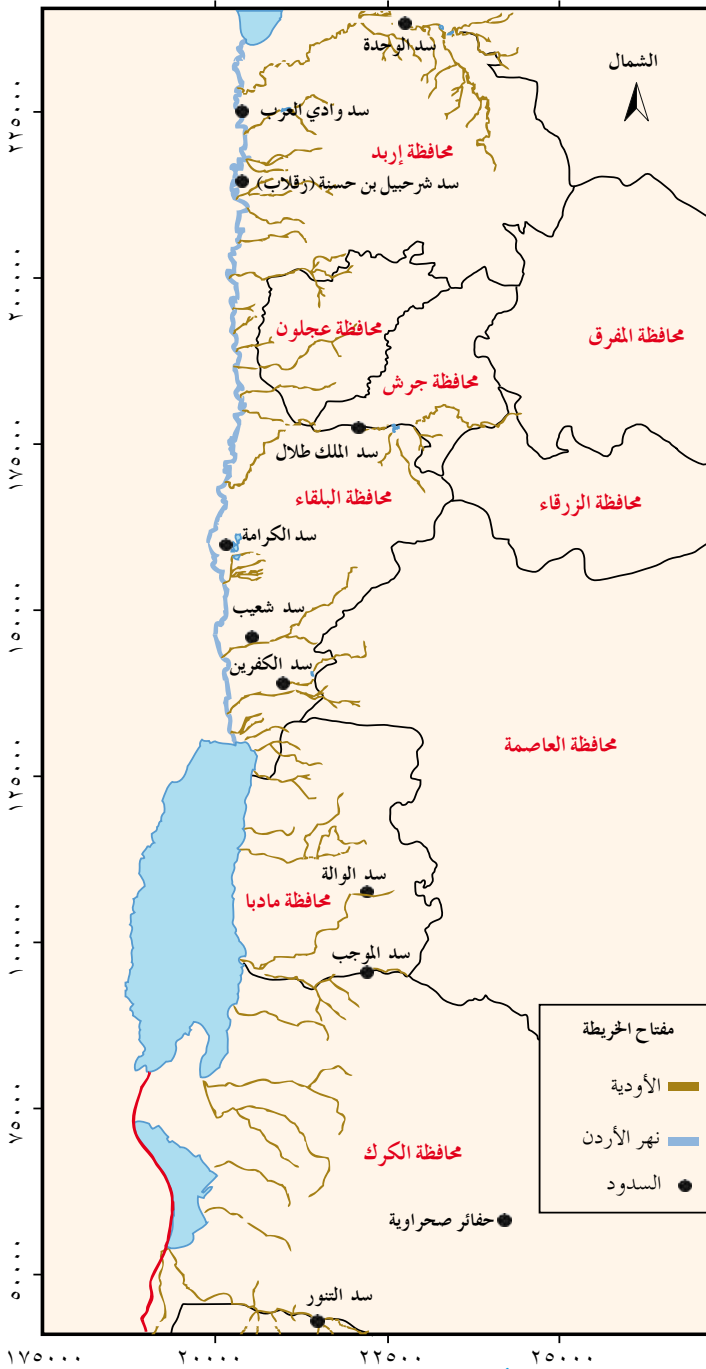 سد الوحدة
الشمال
سد وادي العرب
محافظة إربد
سد شرحبيل بن حسنة (زقلاب)
محافظة عجلون
محافظة المفرق
محافظة جرش
سد الملك طلال
محافظة البلقاء
محافظة الزرقاء
سد الكرامة
سد شعيب
سد الكفرين
محافظة العاصمة
سد الوالة
محافظة مادبا
سد الموجب
مفتاح الخريطة
الأودية
نهر الأردن
السدود
محافظة الكرك
حفائر صحراوية
سد التنور
٢٢٥٠٠٠
٢٠٠٠٠٠
١٧٥٠٠٠
١٥٠٠٠٠
١٢٥٠٠٠
١٠٠٠٠٠
٧٥٠٠٠
٥٠٠٠٠
١٧٥٠٠٠
٢٠٠٠٠
٢٢٥٠٠
٢٥٠٠٠